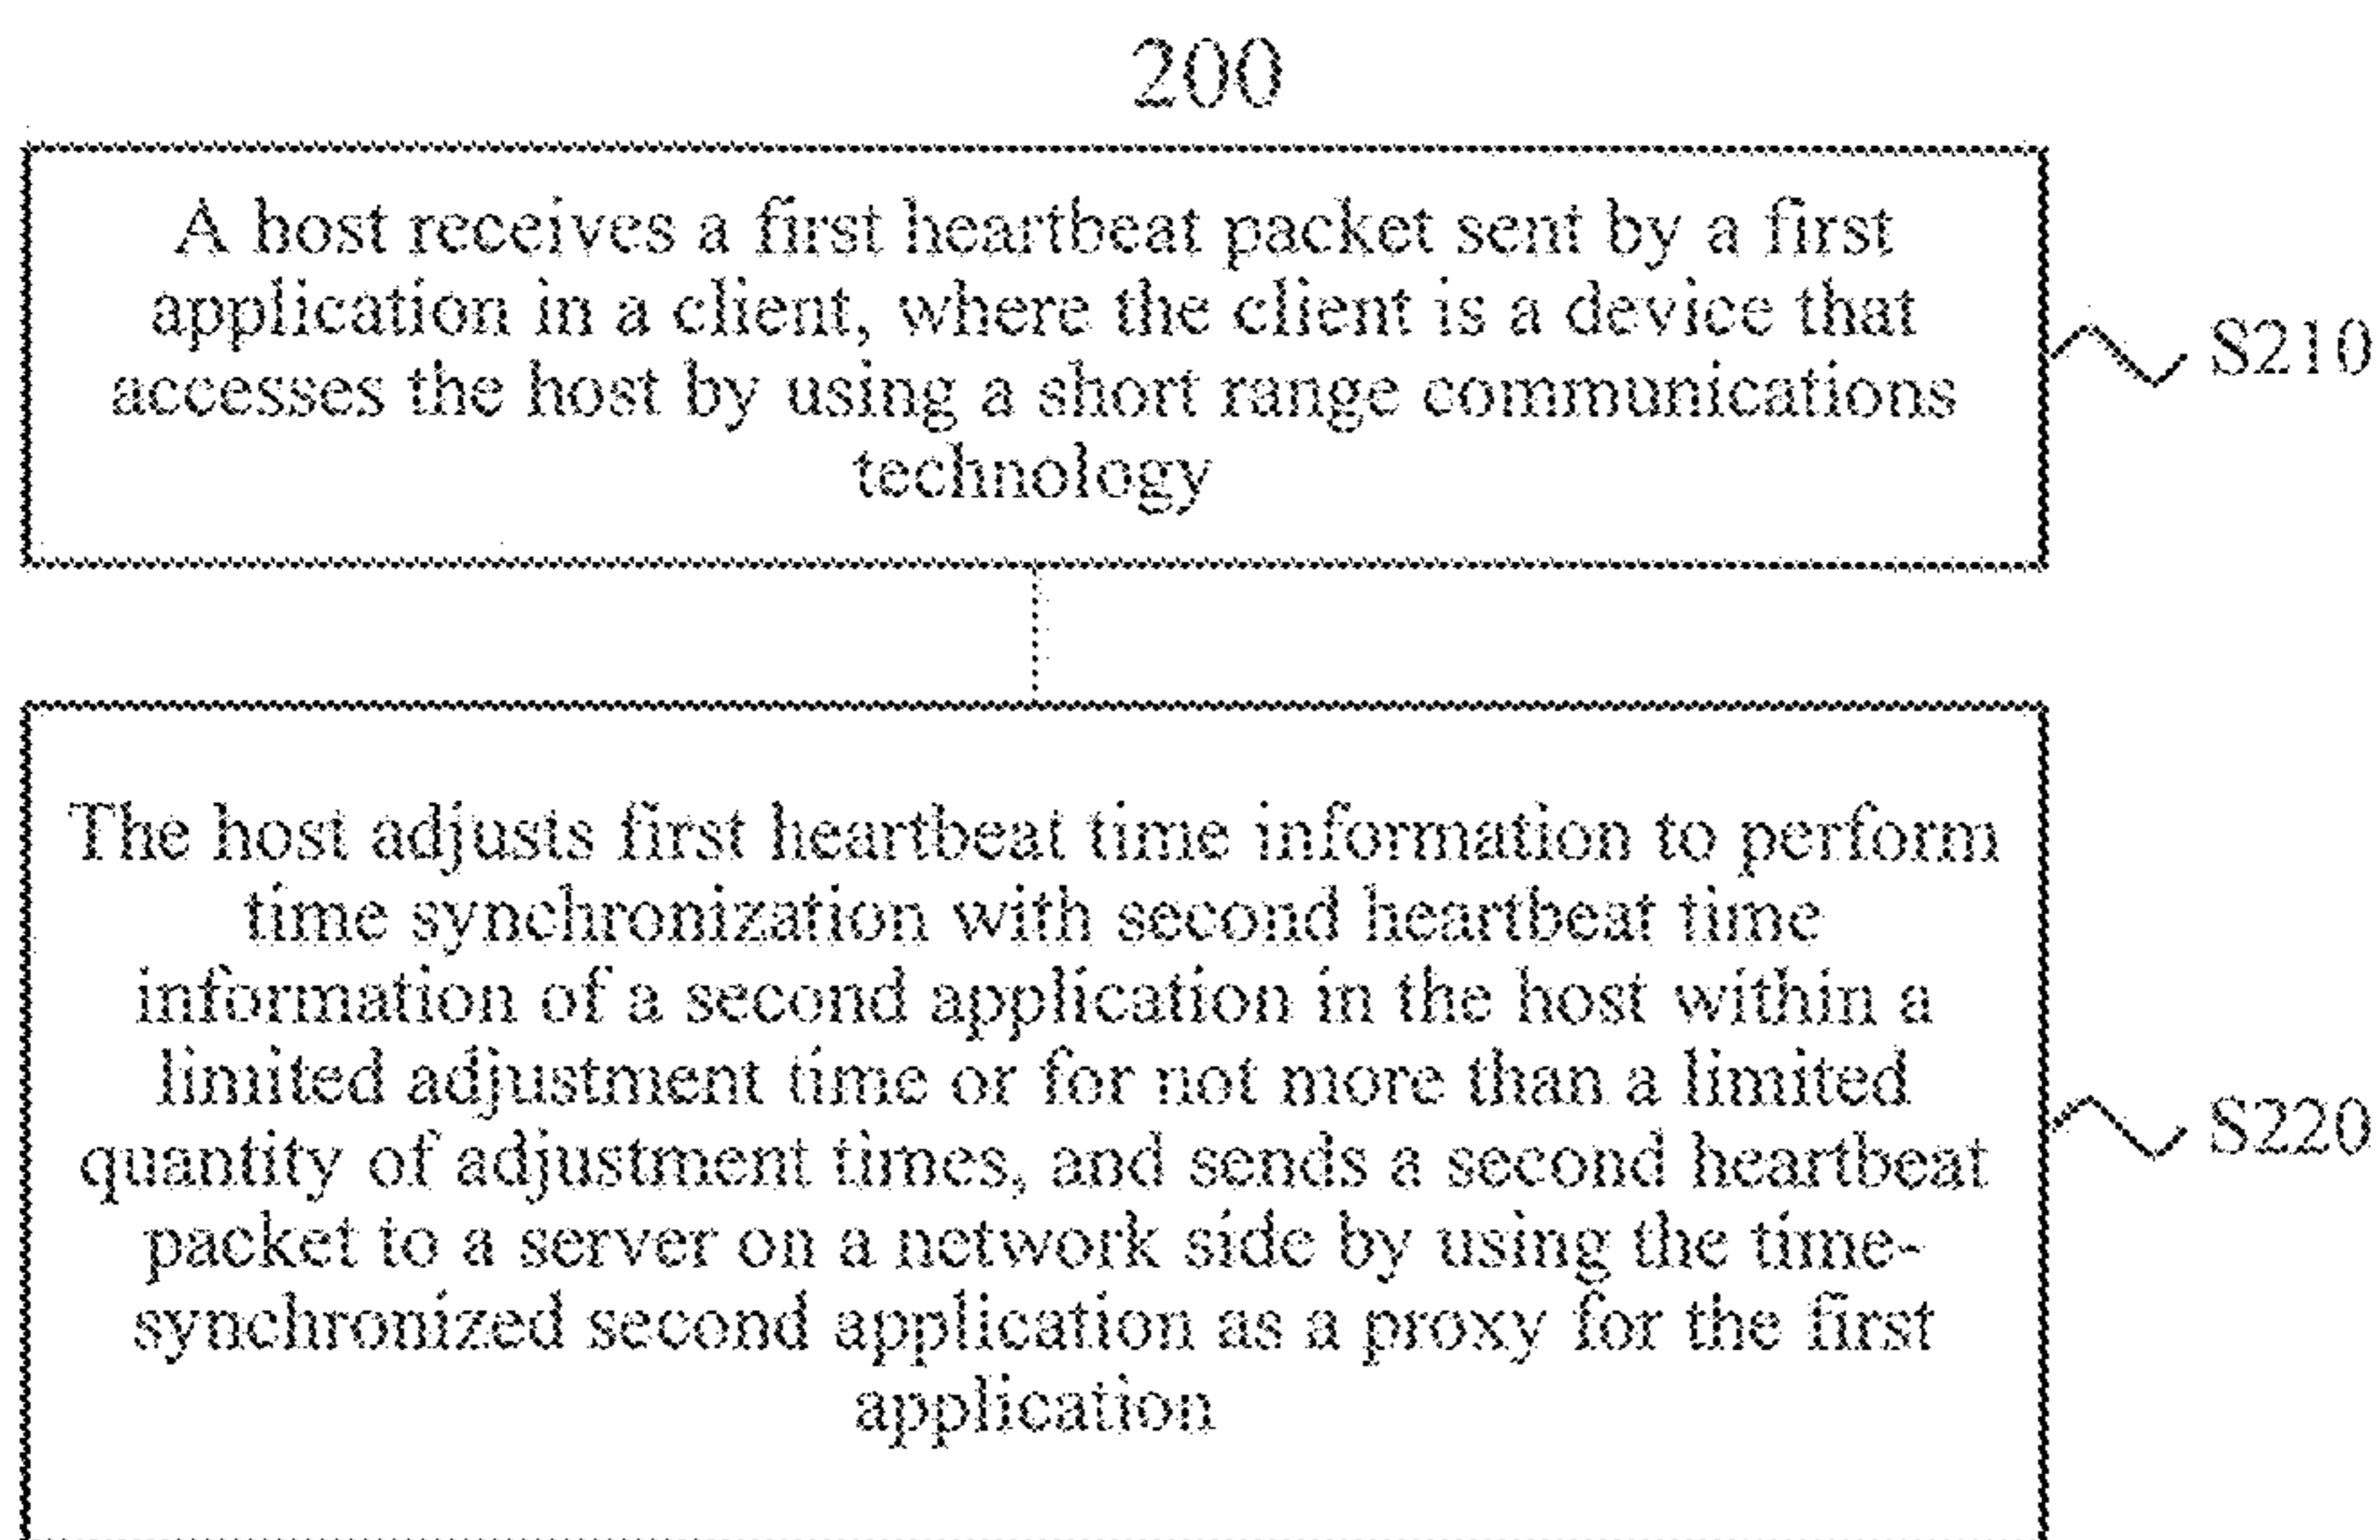 200
A host receives a first heartbeat packet sent by a first
application in a client, where the client is a device that
accesses the host by using a short range communications
technology
S210
The host adjusts first heartbeat time information to perform
time synchronization with second heartbeat time
information of a second application in the host within a
limited adjustment time or for not more than a limited
quantity of adjustment times, and sends a second heartbeat
packet to a server on a network side by using the time-
synchronized second application as a proxy for the first
application
S220